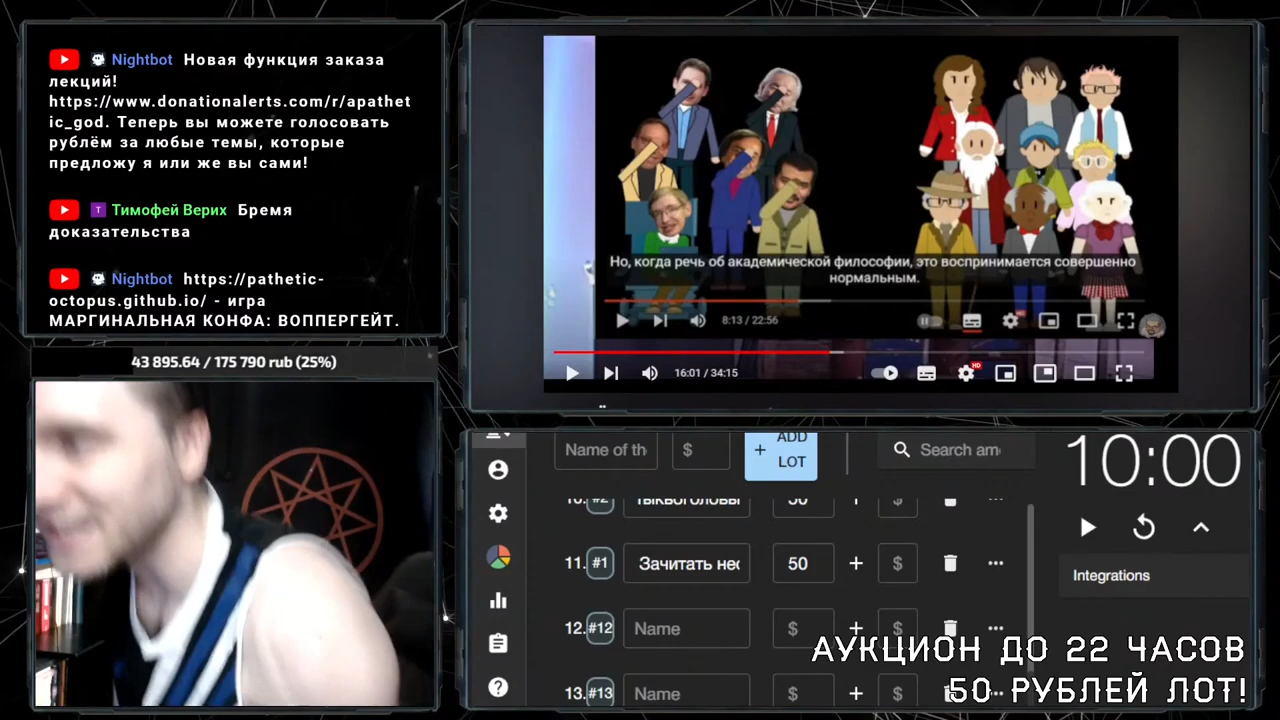 Nightbot Новая функция заказа
лекций!
https://www.donationalerts.com/r/apathet
ic_god. Теперь вы можете голосовать
рублём за любые темы, которые
предложу я или же вы сами!
T Тимофей Верих Бремя
доказательства
Nightbot https://pathetic-
octopus.github.io/ - игра
МАРГИНАЛЬНАЯ КОНФА: ВОППЕРГЕЙТ.
43 895.64 / 175 790 rub (25%)
Но, когда речь об академической философии, это воспринимается совершенно
нормальным.
8:13 / 22:56
16:01 / 34:15
HD
Name of th
$
+ ADD
LOT
Search am
10:00
50 + $
11. #1 Зачитать нес 50 + $
Integrations
12. #12 Name $ + $
13. #13 Name $ +
АУКЦИОН ДО 22 ЧАСОВ
50 РУБЛЕЙ ЛОТ!